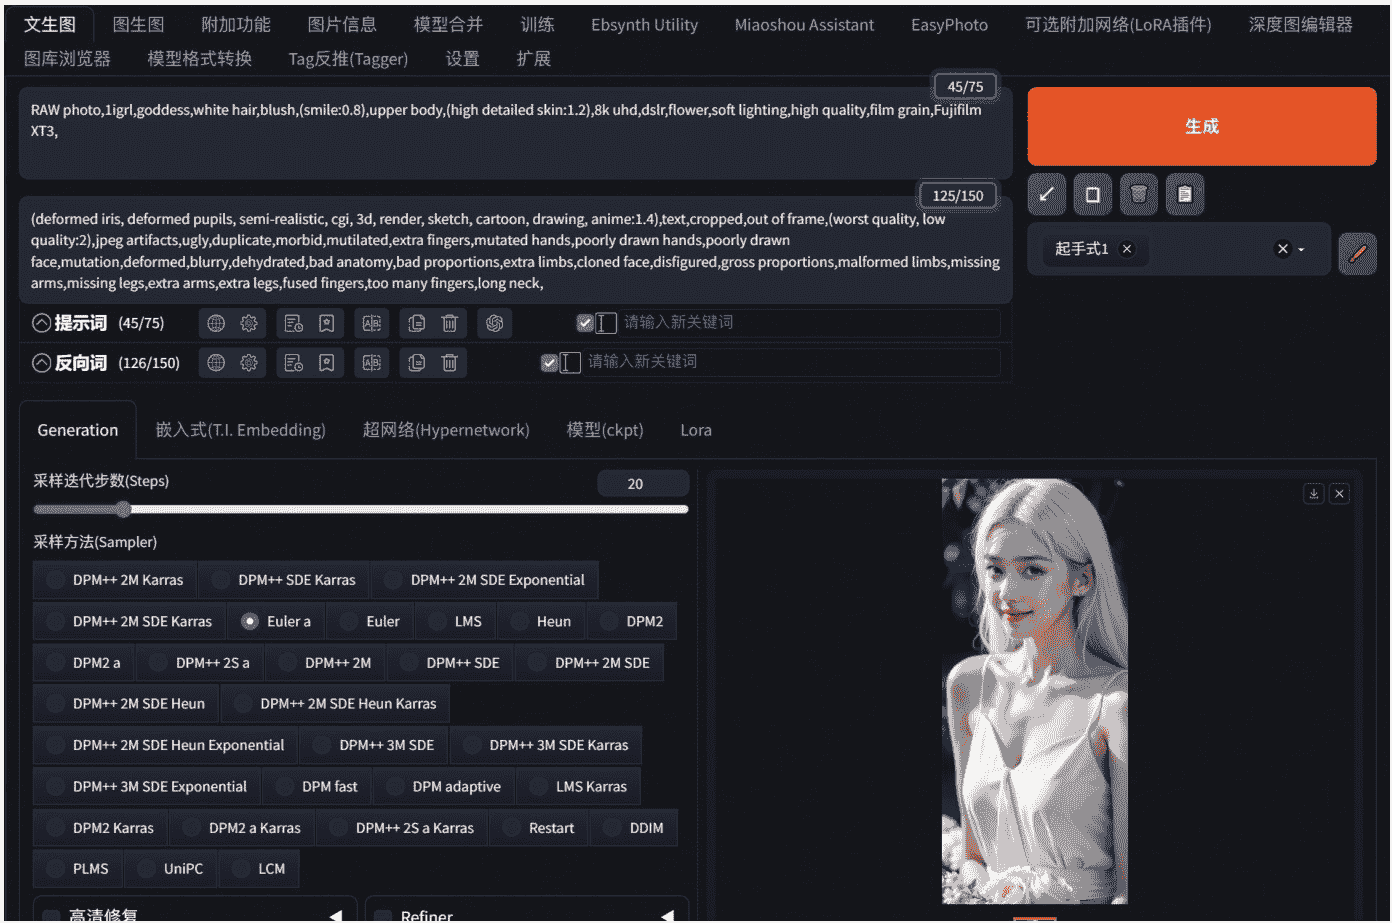 文生图 图生图 附加功能 图片信息 模型合并 训练 Ebsynth Utility Miaoshou Assistant EasyPhoto 可选附加网络(LoRA插件) 深度图编辑器
图库浏览器 模型格式转换 Tag反推(Tagger) 设置 扩展
45/75
RAW photo,1igrl,goddess,white hair,blush,(smile:0.8),upper body,(high detailed skin:1.2),8k uhd,dslr,flower,soft lighting,high quality,film grain,Fujifilm
XT3,
生成
125/150
(deformed iris, deformed pupils, semi-realistic, cgi, 3d, render, sketch, cartoon, drawing, anime:1.4),text,cropped,out of frame,(worst quality, low
quality:2),jpeg artifacts,ugly,duplicate,morbid,mutilated,extra fingers,mutated hands,poorly drawn hands,poorly drawn
face,mutation,deformed,blurry,dehydrated,bad anatomy,bad proportions,extra limbs,cloned face,disfigured,gross proportions,malformed limbs,missing
arms,missing legs,extra arms,extra legs,fused fingers,too many fingers,long neck,
起手式1
提示词 (45/75) 请输入新关键词
反向词 (126/150) 请输入新关键词
Generation 嵌入式(T.I. Embedding) 超网络(Hypernetwork) 模型(ckpt) Lora
采样迭代步数(Steps) 20
采样方法(Sampler)
DPM++ 2M Karras DPM++ SDE Karras DPM++ 2M SDE Exponential
DPM++ 2M SDE Karras Euler a Euler LMS Heun DPM2
DPM2 a DPM++ 2S a DPM++ 2M DPM++ SDE DPM++ 2M SDE
DPM++ 2M SDE Heun DPM++ 2M SDE Heun Karras
DPM++ 2M SDE Heun Exponential DPM++ 3M SDE DPM++ 3M SDE Karras
DPM++ 3M SDE Exponential DPM fast DPM adaptive LMS Karras
DPM2 Karras DPM2 a Karras DPM++ 2S a Karras Restart DDIM
PLMS UniPC LCM
高清修复 Refiner